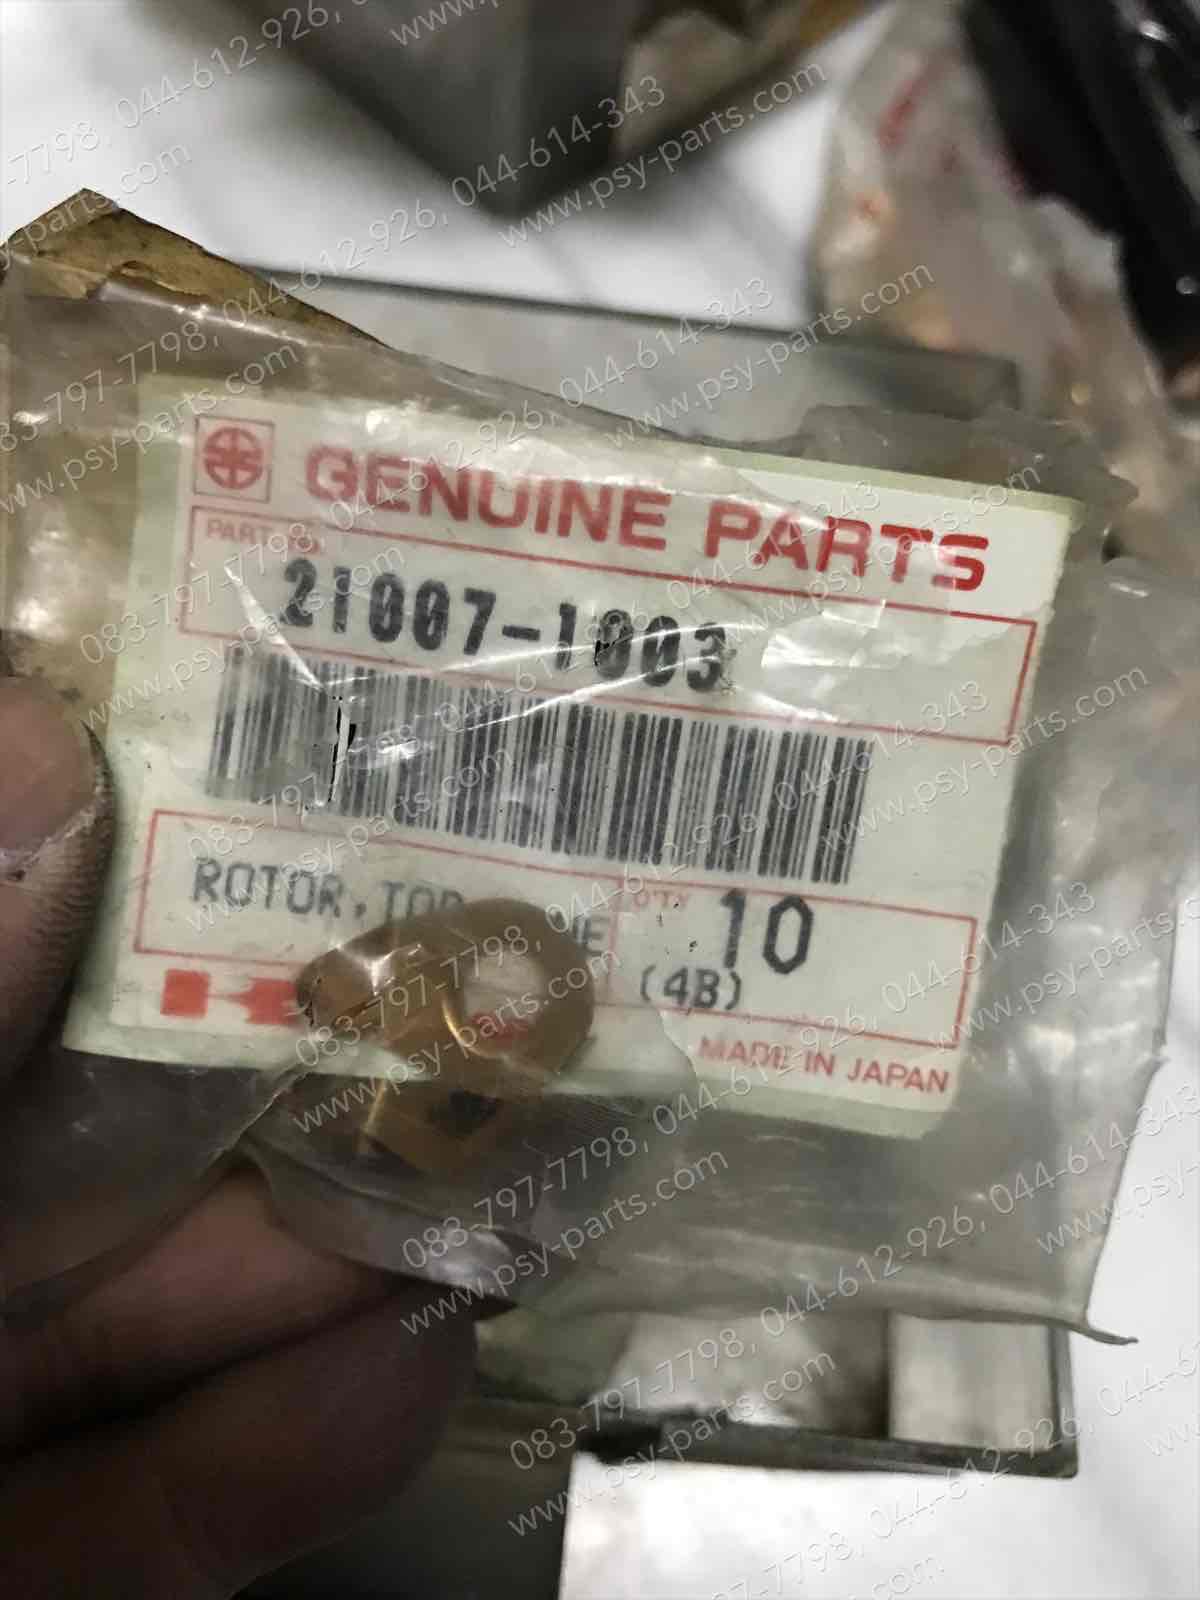 GENUINE PARTS
PART NO.
21007-1003
ROTOR,
Q'TY
10
(4B)
MADE IN JAPAN
083-797-7798, 044-612-926, 044-614-343
www.psy-parts.com